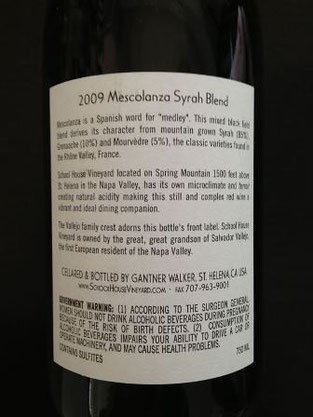 2009 Mescolanza Syrah Blend
Mescolanza is a Spanish word for "medley". This mixed black field
blend derives its character from mountain grown Syrah (85%),
Grenache (10%) and Mourvèdre (5%), the classic varieties found in
the Rhône Valley, France.
School House Vineyard located on Spring Mountain 1500 feet above
St. Helena in the Napa Valley, has its own microclimate and terroir
creating natural acidity making this still and complex red wine a
vibrant and ideal dining companion.
The Vallejo family crest adorns this bottle's front label. School House
Vineyard is owned by the great, great grandson of Salvador Vallejo,
the first European resident of the Napa Valley.
CELLARED & BOTTLED BY GANTNER WALKER, ST. HELENA, CA USA
www.SchoolHouseVineyard.com · fax 707-963-9001
GOVERNMENT WARNING: (1) ACCORDING TO THE SURGEON GENERAL,
WOMEN SHOULD NOT DRINK ALCOHOLIC BEVERAGES DURING PREGNANCY
BECAUSE OF THE RISK OF BIRTH DEFECTS. (2) CONSUMPTION OF
ALCOHOLIC BEVERAGES IMPAIRS YOUR ABILITY TO DRIVE A CAR OR
OPERATE MACHINERY, AND MAY CAUSE HEALTH PROBLEMS.
CONTAINS SULFITES 750 ML